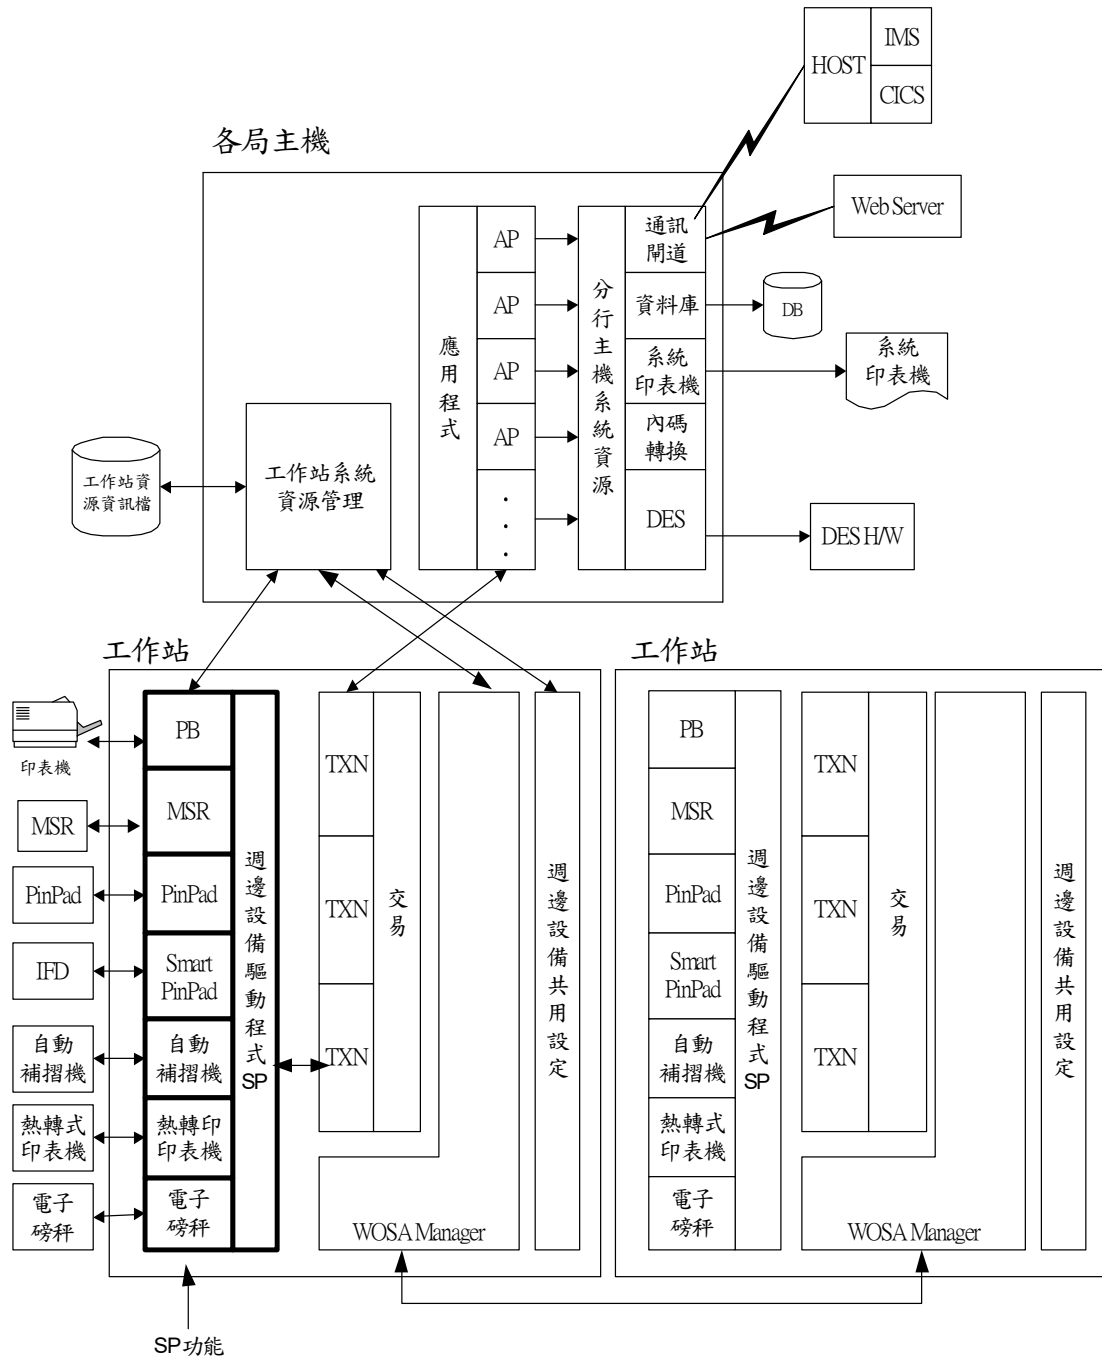 HOST
IMS
CICS
各局主機
Web Server
應用程式
AP
AP
AP
AP
.
.
.
分行主機系統資源
通訊
閘道
資料庫
系統
印表機
內碼
轉換
DES
DB
系統
印表機
DES H/W
工作站資
源資訊檔
工作站系統
資源管理
工作站
印表機
MSR
PinPad
IFD
自動
補摺機
熱轉式
印表機
電子
磅秤
PB
MSR
PinPad
Smart
PinPad
自動
補摺機
熱轉印
印表機
電子
磅秤
週邊設備驅動程式
SP
TXN
TXN
TXN
交易
WOSA Manager
週邊設備共用設定
SP功能
工作站
PB
MSR
PinPad
Smart
PinPad
自動
補摺機
熱轉式
印表機
電子
磅秤
週邊設備驅動程式
SP
TXN
TXN
TXN
交易
WOSA Manager
週邊設備共用設定